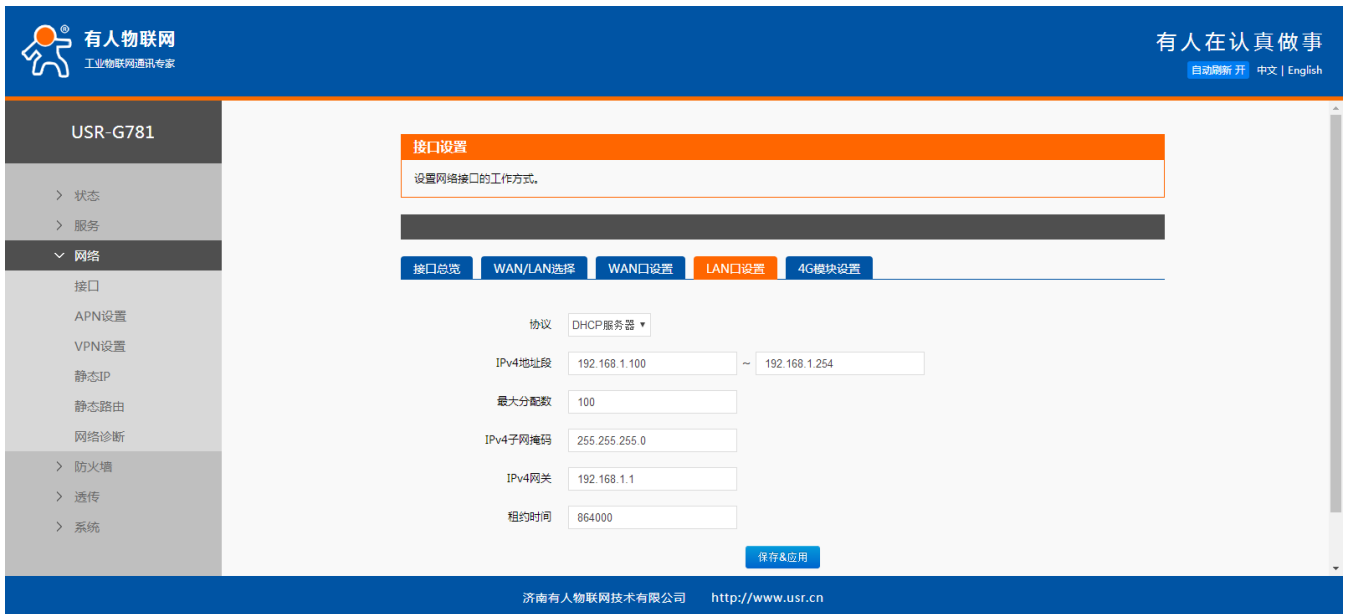 有人物联网
®
工业物联网通讯专家
有人在认真做事
自动刷新 开 中文 | English
USR-G781
状态
服务
网络
接口
APN设置
VPN设置
静态IP
静态路由
网络诊断
防火墙
透传
系统
接口设置
设置网络接口的工作方式。
接口总览 WAN/LAN选择 WAN口设置 LAN口设置 4G模块设置
协议 DHCP服务器
IPv4地址段 192.168.1.100 ~ 192.168.1.254
最大分配数 100
IPv4子网掩码 255.255.255.0
IPv4网关 192.168.1.1
租约时间 864000
保存&应用
济南有人物联网技术有限公司 http://www.usr.cn